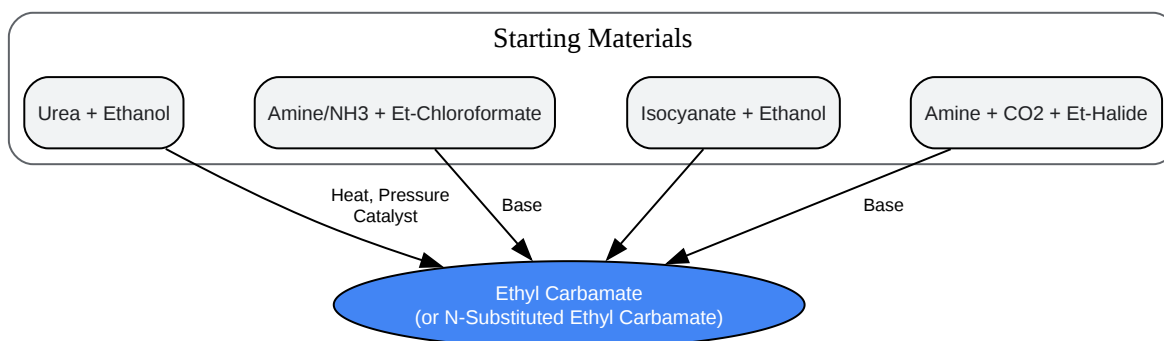 Starting Materials
Urea + Ethanol
Amine/NH3 + Et-Chloroformate
Isocyanate + Ethanol
Amine + CO2 + Et-Halide
Heat, Pressure
Catalyst
Base
Base
Ethyl Carbamate
(or N-Substituted Ethyl Carbamate)